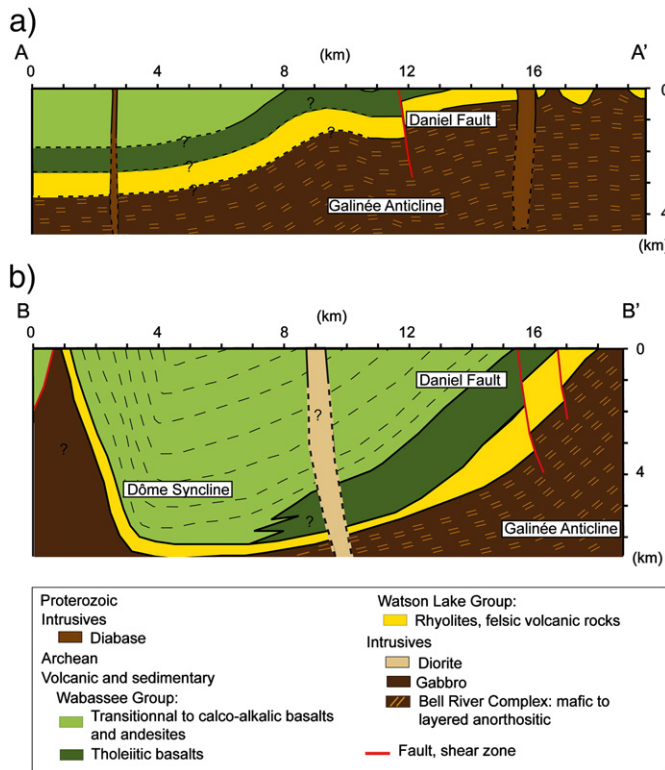 a)
A (km) A'
0 4 8 12 16
0
?
Daniel Fault
?
?
?
Galinée Anticline
4
(km)
b)
B (km) B'
0 4 8 12 16
0
Daniel Fault
2
?
?
4
Dôme Syncline
?
Galinée Anticline
(km)
Proterozoic
Intrusives
Diabase
Archean
Volcanic and sedimentary
Wabassee Group:
Transitionnal to calco-alkalic basalts
and andesites
Tholeiitic basalts
Watson Lake Group:
Rhyolites, felsic volcanic rocks
Intrusives
Diorite
Gabbro
Bell River Complex: mafic to
layered anorthositic
Fault, shear zone